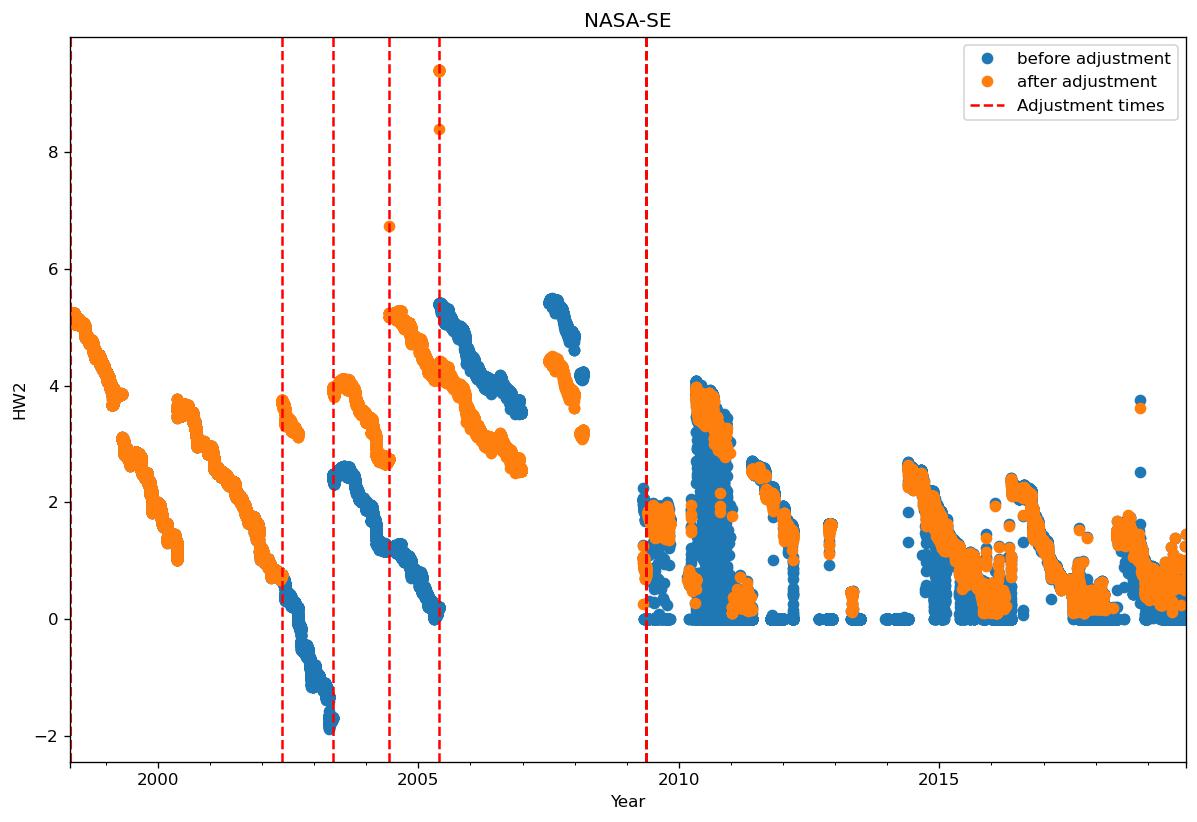 NASA-SE
before adjustment
after adjustment
Adjustment times
8
6
4
2
0
−2
HW2
2000 2005 2010 2015
Year